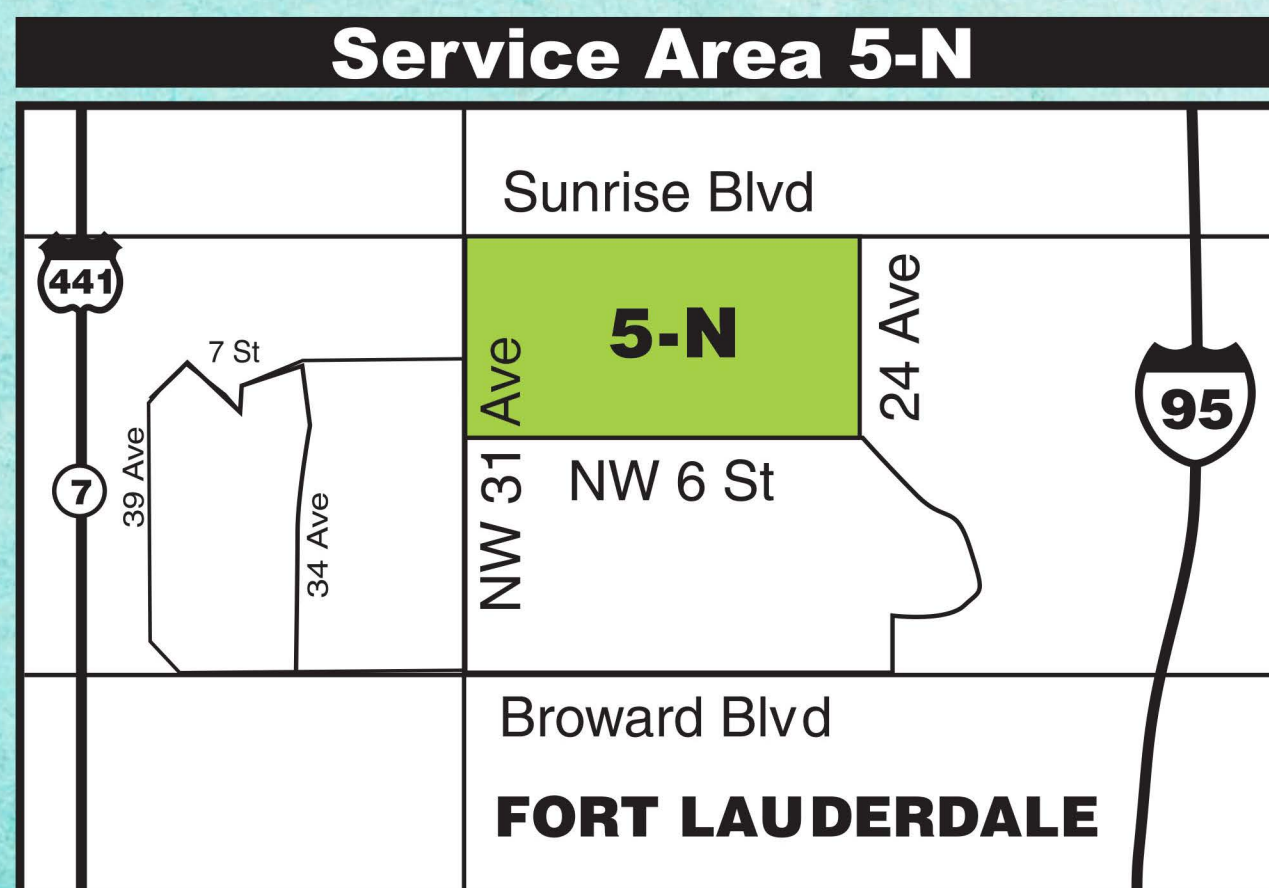 Service Area 5-N
Sunrise Blvd
441
5-N
24 Ave
7 St
NW 31 Ave
95
39 Ave
7
34 Ave
NW 6 St
Broward Blvd
FORT LAUDERDALE